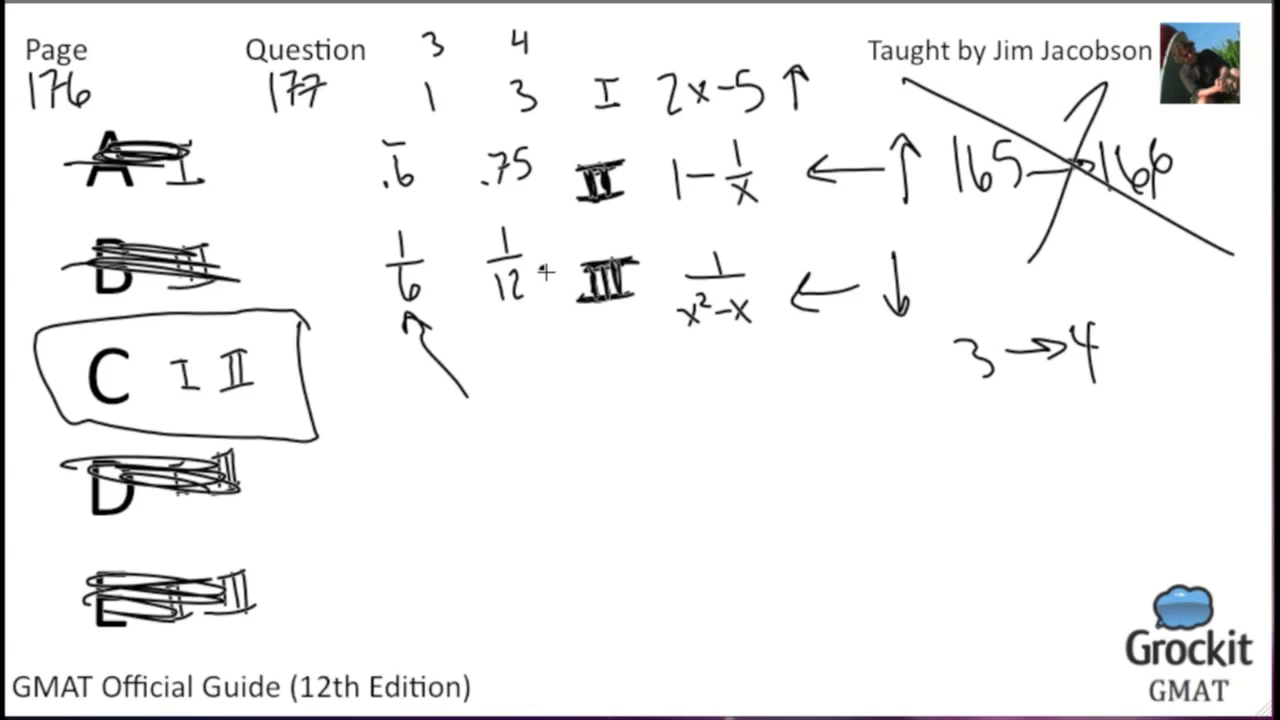 3 4
Page Question Taught by Jim Jacobson
176 177 1 3 I 2x-5 ↑
A I .6̅ .75 II 1-1/x ← ↑ 165→166
B II 1/6 1/12 III 1/(x²-x) ← ↓
3→4
C I II
D I III
E II III
GMAT Official Guide (12th Edition)
Grockit
GMAT